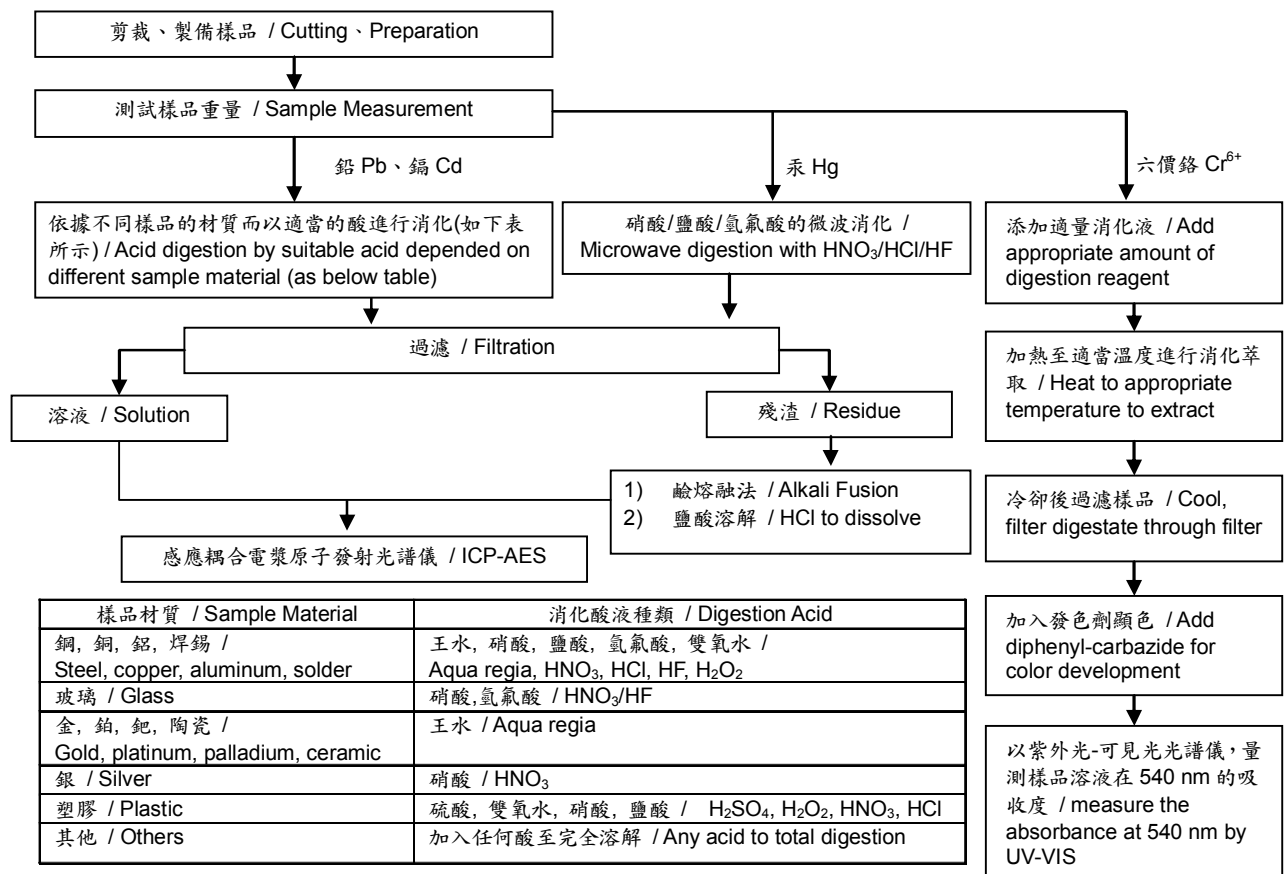 剪裁、製備樣品 / Cutting、Preparation
測試樣品重量 / Sample Measurement
鉛 Pb、鎘 Cd
汞 Hg
六價鉻 Cr⁶⁺
依據不同樣品的材質而以適當的酸進行消化(如下表
所示) / Acid digestion by suitable acid depended on
different sample material (as below table)
硝酸/鹽酸/氫氟酸的微波消化 /
Microwave digestion with HNO₃/HCl/HF
添加適量消化液 / Add
appropriate amount of
digestion reagent
過濾 / Filtration
加熱至適當溫度進行消化萃
取 / Heat to appropriate
temperature to extract
溶液 / Solution
殘渣 / Residue
1) 鹼熔融法 / Alkali Fusion
2) 鹽酸溶解 / HCl to dissolve
冷卻後過濾樣品 / Cool,
filter digestate through filter
感應耦合電漿原子發射光譜儀 / ICP-AES
加入發色劑顯色 / Add
diphenyl-carbazide for
color development
以紫外光-可見光光譜儀，量
測樣品溶液在 540 nm 的吸
收度 / measure the
absorbance at 540 nm by
UV-VIS
樣品材質 / Sample Material
消化酸液種類 / Digestion Acid
鋼, 銅, 鋁, 焊錫 /
Steel, copper, aluminum, solder
王水, 硝酸, 鹽酸, 氫氟酸, 雙氧水 /
Aqua regia, HNO₃, HCl, HF, H₂O₂
玻璃 / Glass
硝酸,氫氟酸 / HNO₃/HF
金, 鉑, 鈀, 陶瓷 /
Gold, platinum, palladium, ceramic
王水 / Aqua regia
銀 / Silver
硝酸 / HNO₃
塑膠 / Plastic
硫酸, 雙氧水, 硝酸, 鹽酸 / H₂SO₄, H₂O₂, HNO₃, HCl
其他 / Others
加入任何酸至完全溶解 / Any acid to total digestion